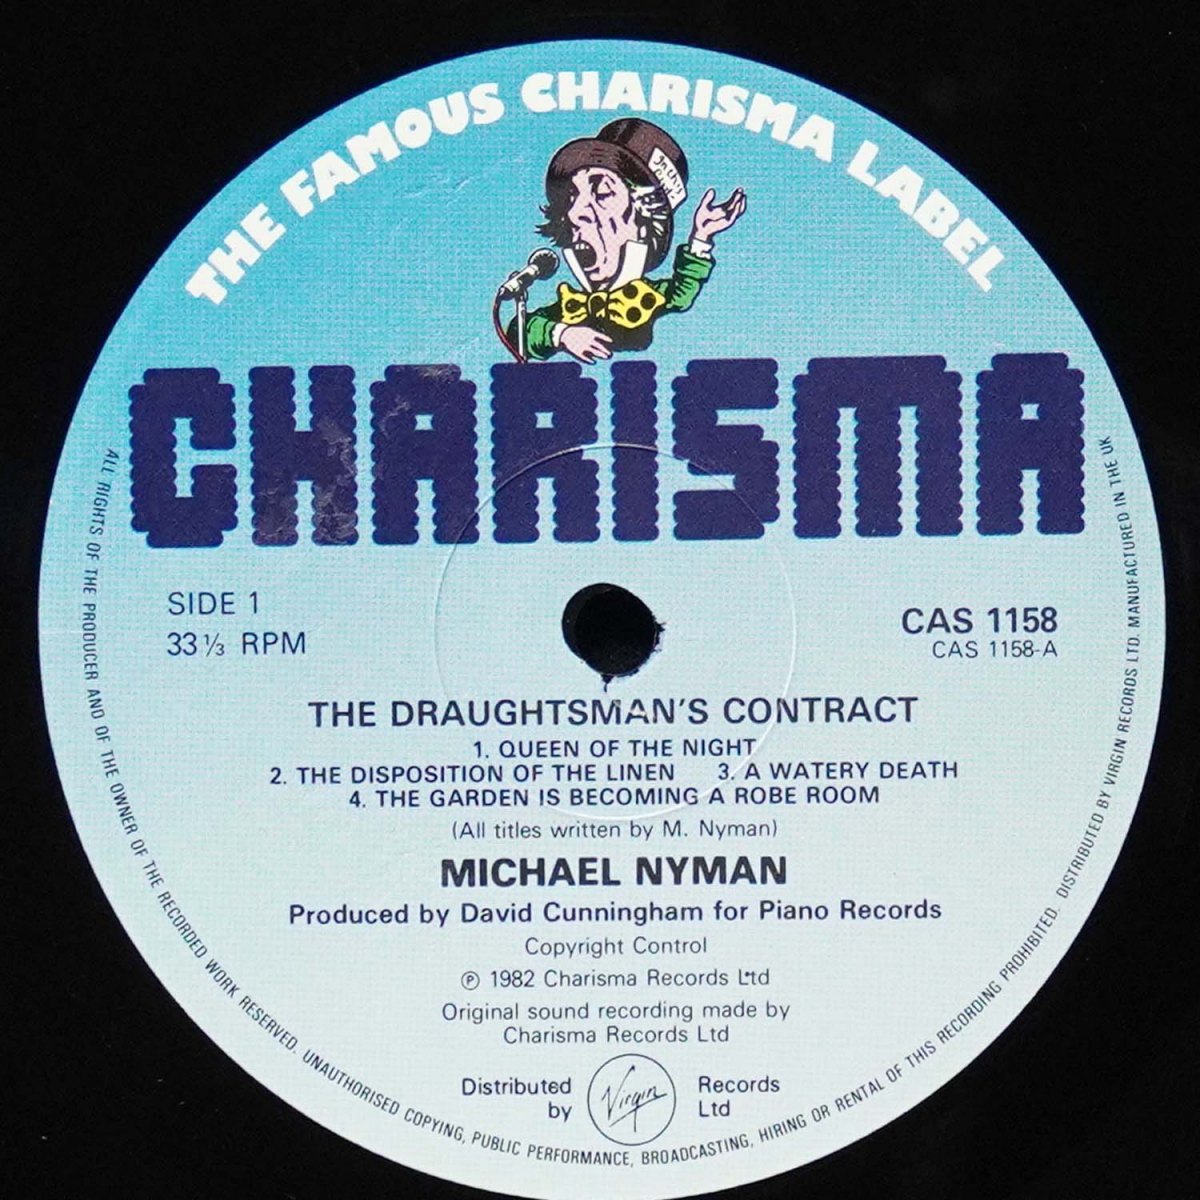 THE FAMOUS CHARISMA LABEL
In this
CHARISMA
SIDE 1
33⅓ RPM
CAS 1158
CAS 1158-A
THE DRAUGHTSMAN'S CONTRACT
1. QUEEN OF THE NIGHT
2. THE DISPOSITION OF THE LINEN 3. A WATERY DEATH
4. THE GARDEN IS BECOMING A ROBE ROOM
(All titles written by M. Nyman)
MICHAEL NYMAN
Produced by David Cunningham for Piano Records
Copyright Control
℗ 1982 Charisma Records Ltd
Original sound recording made by
Charisma Records Ltd
Distributed by Virgin Records Ltd
ALL RIGHTS OF THE PRODUCER AND OF THE OWNER OF THE RECORDED WORK RESERVED. UNAUTHORISED COPYING, PUBLIC PERFORMANCE, BROADCASTING, HIRING OR RENTAL OF THIS RECORDING PROHIBITED. DISTRIBUTED BY VIRGIN RECORDS LTD. MANUFACTURED IN THE UK